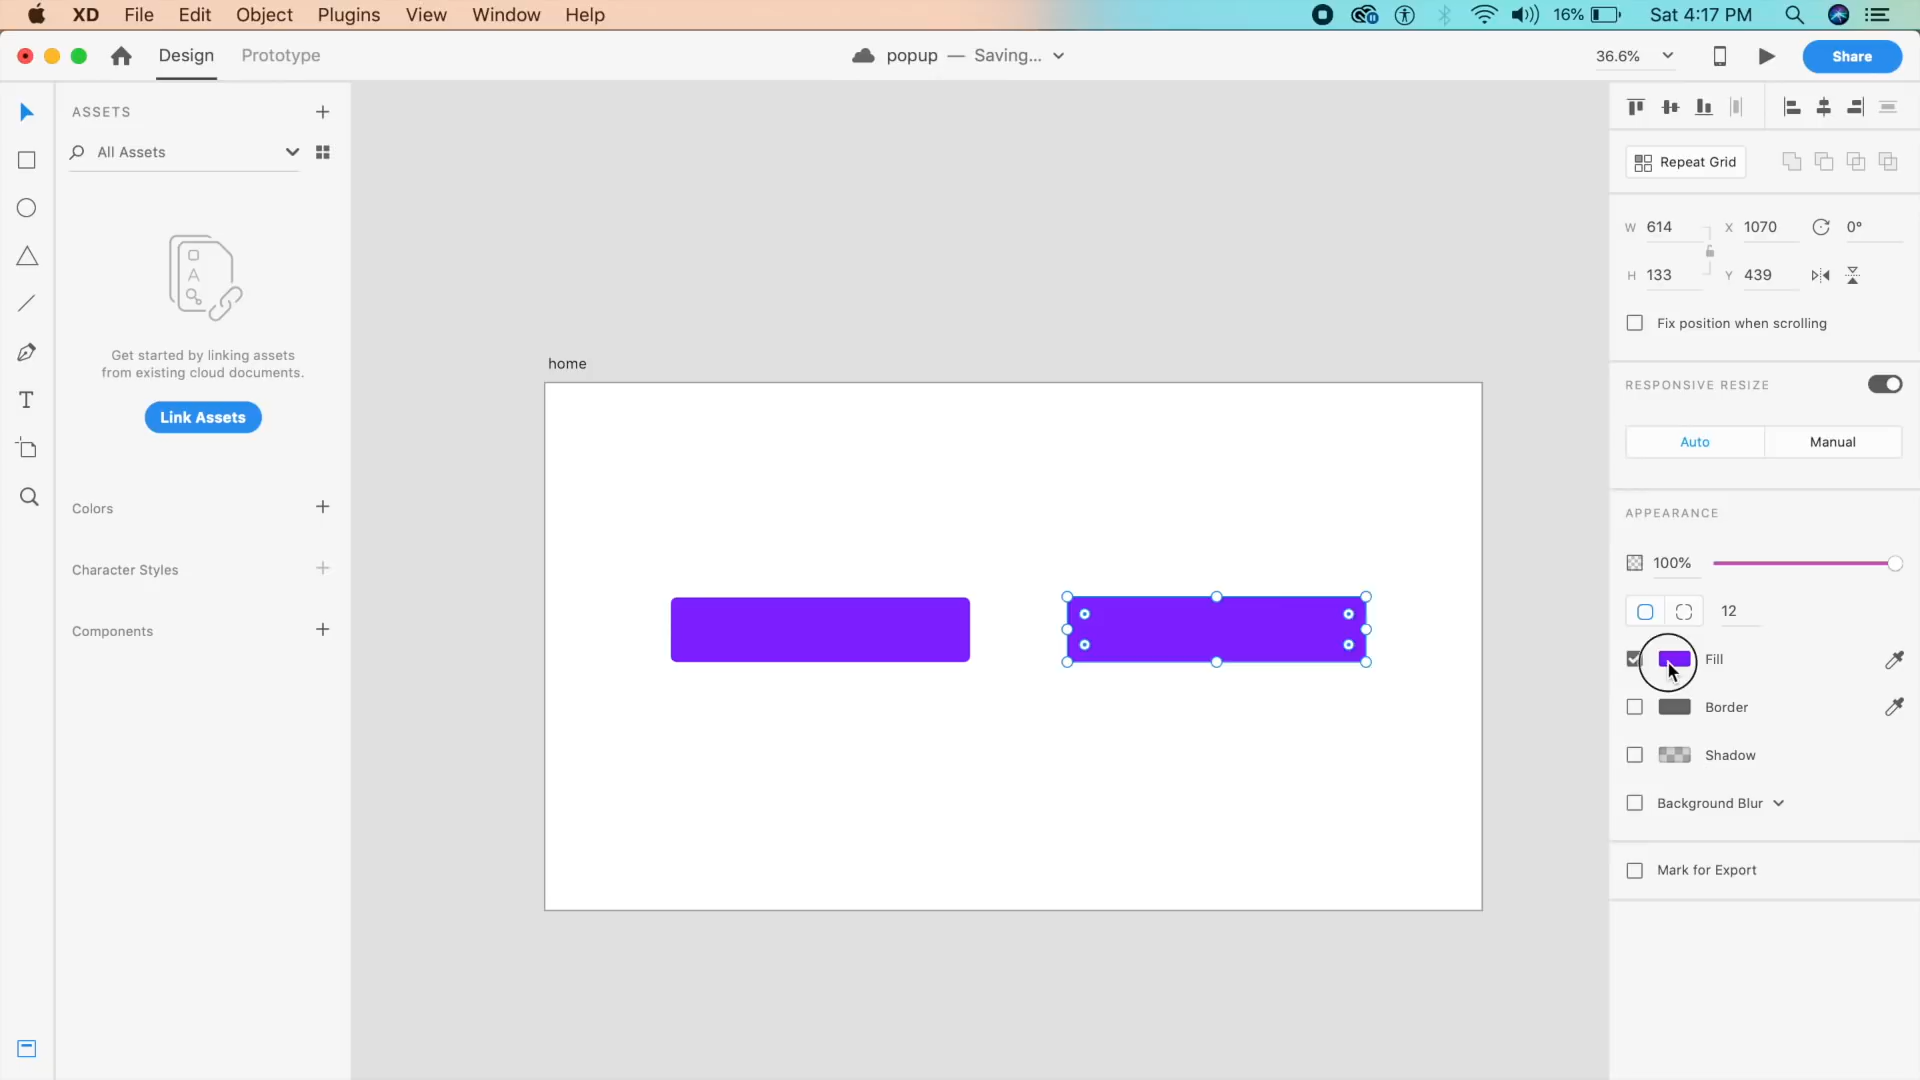 XD File Edit Object Plugins View Window Help 16% Sat 4:17 PM
Design Prototype popup — Saving... 36.6% Share
ASSETS
All Assets
A
Get started by linking assets
from existing cloud documents.
Link Assets
Colors
Character Styles
Components
home
Repeat Grid
W 614 X 1070 0°
H 133 Y 439
Fix position when scrolling
RESPONSIVE RESIZE
Auto Manual
APPEARANCE
100%
12
Fill
Border
Shadow
Background Blur
Mark for Export